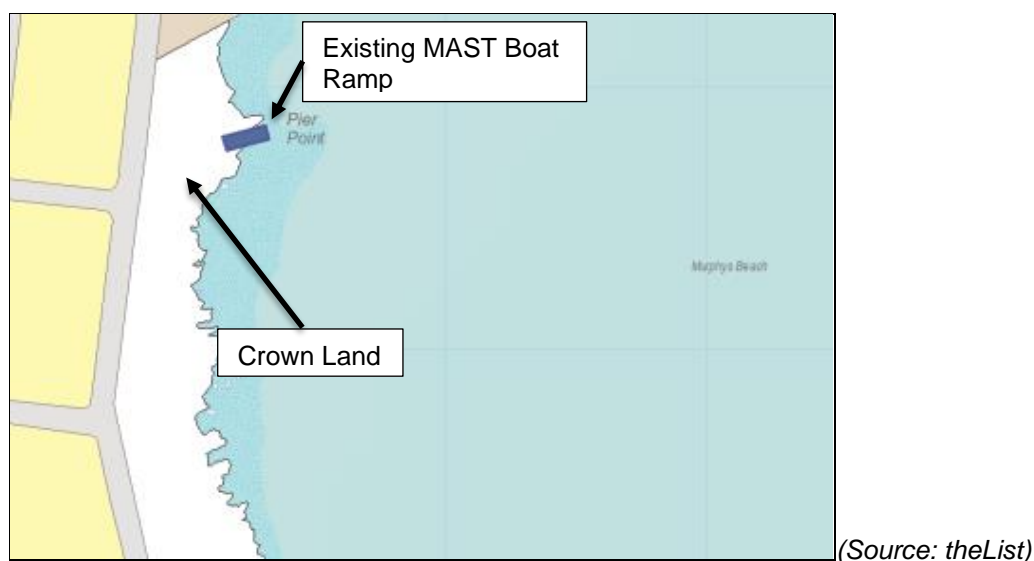 Existing MAST Boat
Ramp
Pier
Point
Murphys Beach
Crown Land
(Source: theList)